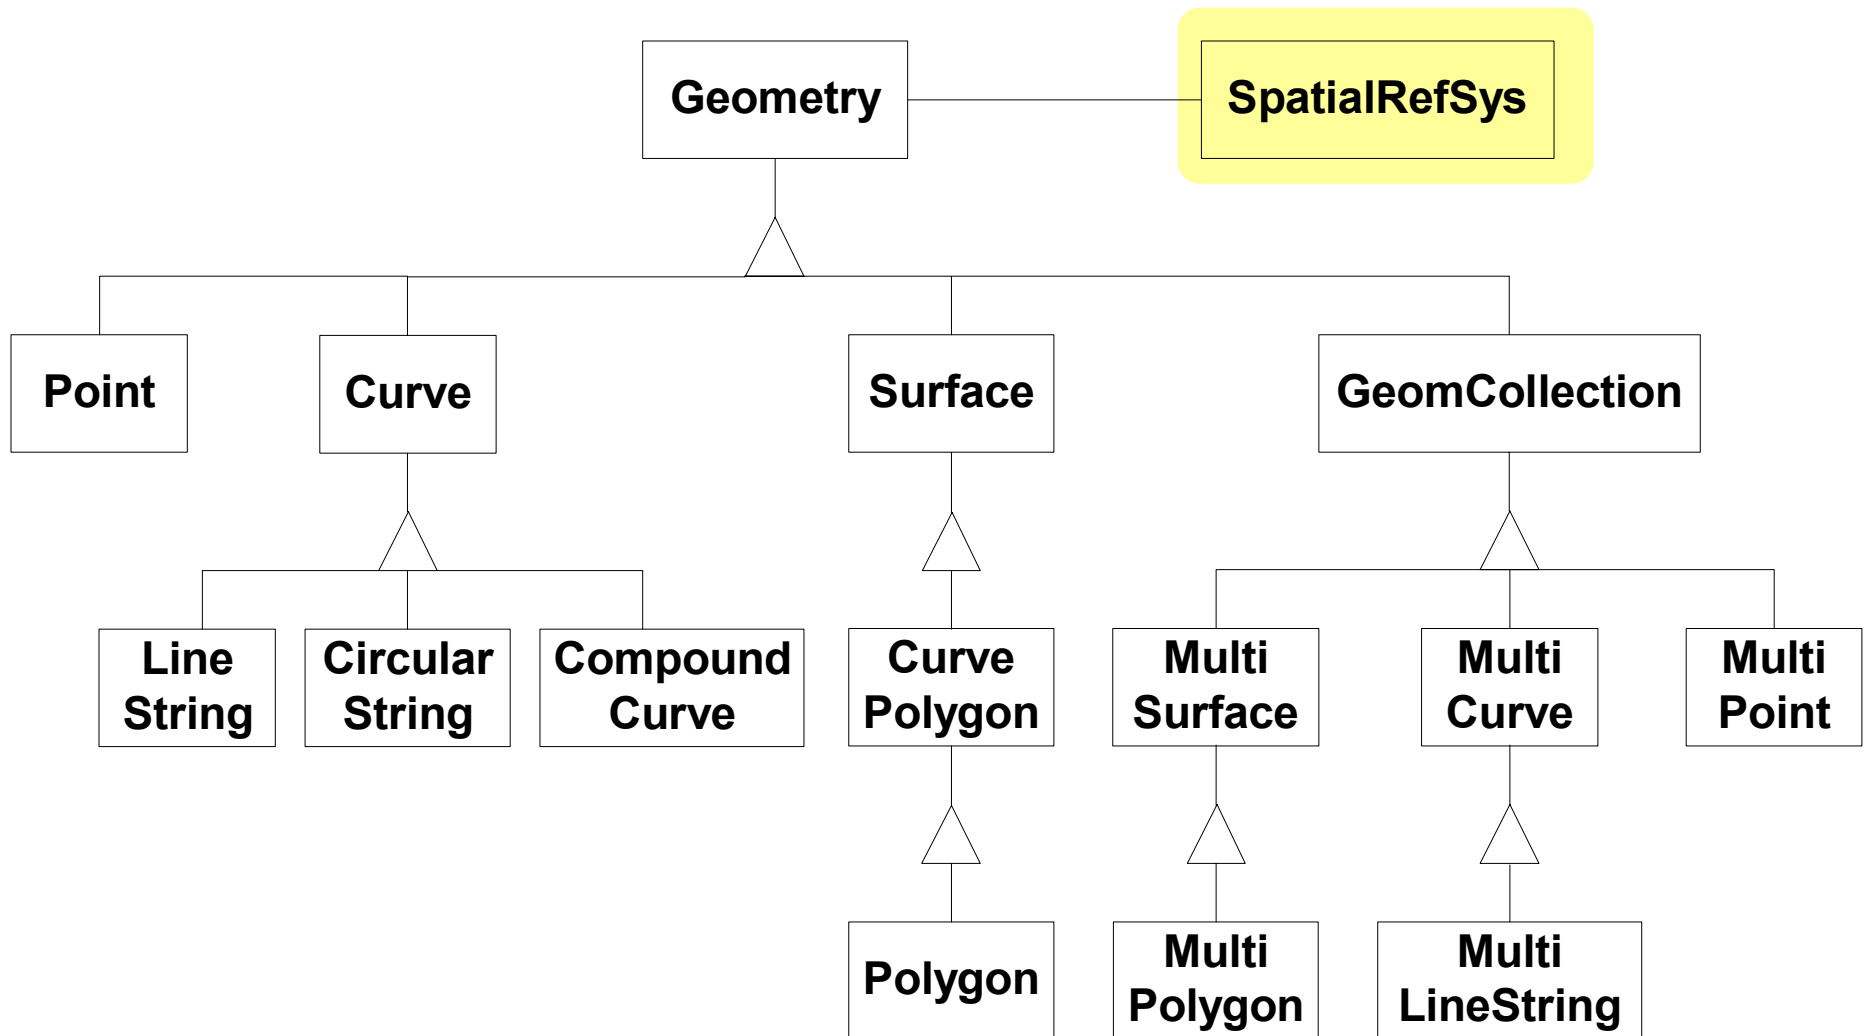 Geometry
SpatialRefSys
Point
Curve
Surface
GeomCollection
Line
String
Circular
String
Compound
Curve
Curve
Polygon
Multi
Surface
Multi
Curve
Multi
Point
Polygon
Multi
Polygon
Multi
LineString